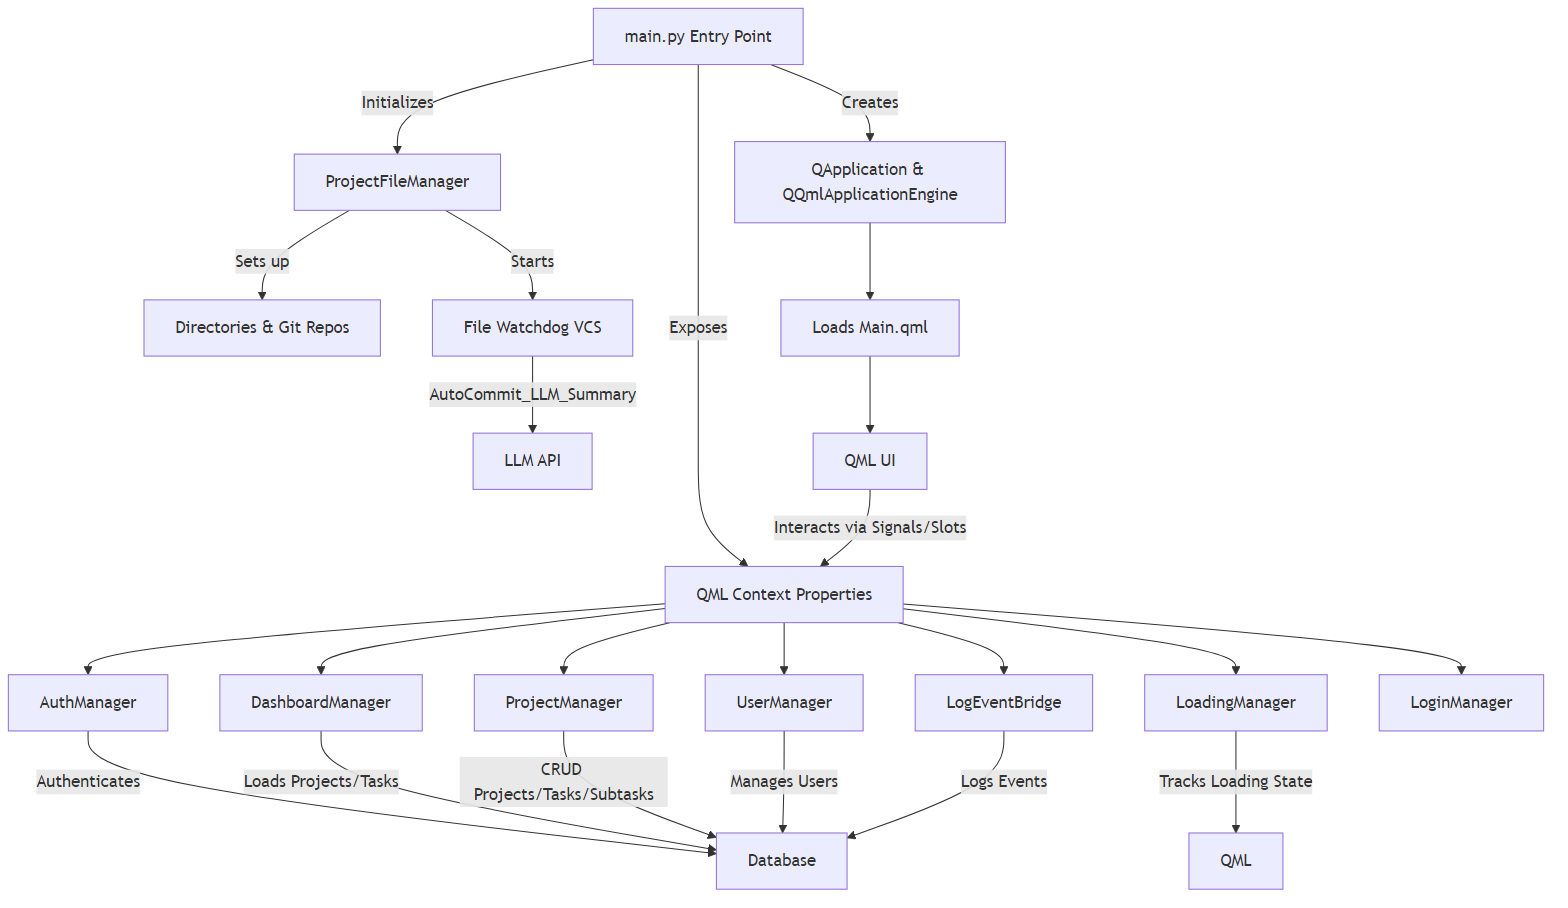 main.py Entry Point
Initializes
Creates
ProjectFileManager
QApplication &
QQmlApplicationEngine
Sets up
Starts
Directories & Git Repos
File Watchdog VCS
Exposes
Loads Main.qml
AutoCommit_LLM_Summary
LLM API
QML UI
Interacts via Signals/Slots
QML Context Properties
AuthManager
DashboardManager
ProjectManager
UserManager
LogEventBridge
LoadingManager
LoginManager
Authenticates
Loads Projects/Tasks
CRUD
Projects/Tasks/Subtasks
Manages Users
Logs Events
Tracks Loading State
Database
QML